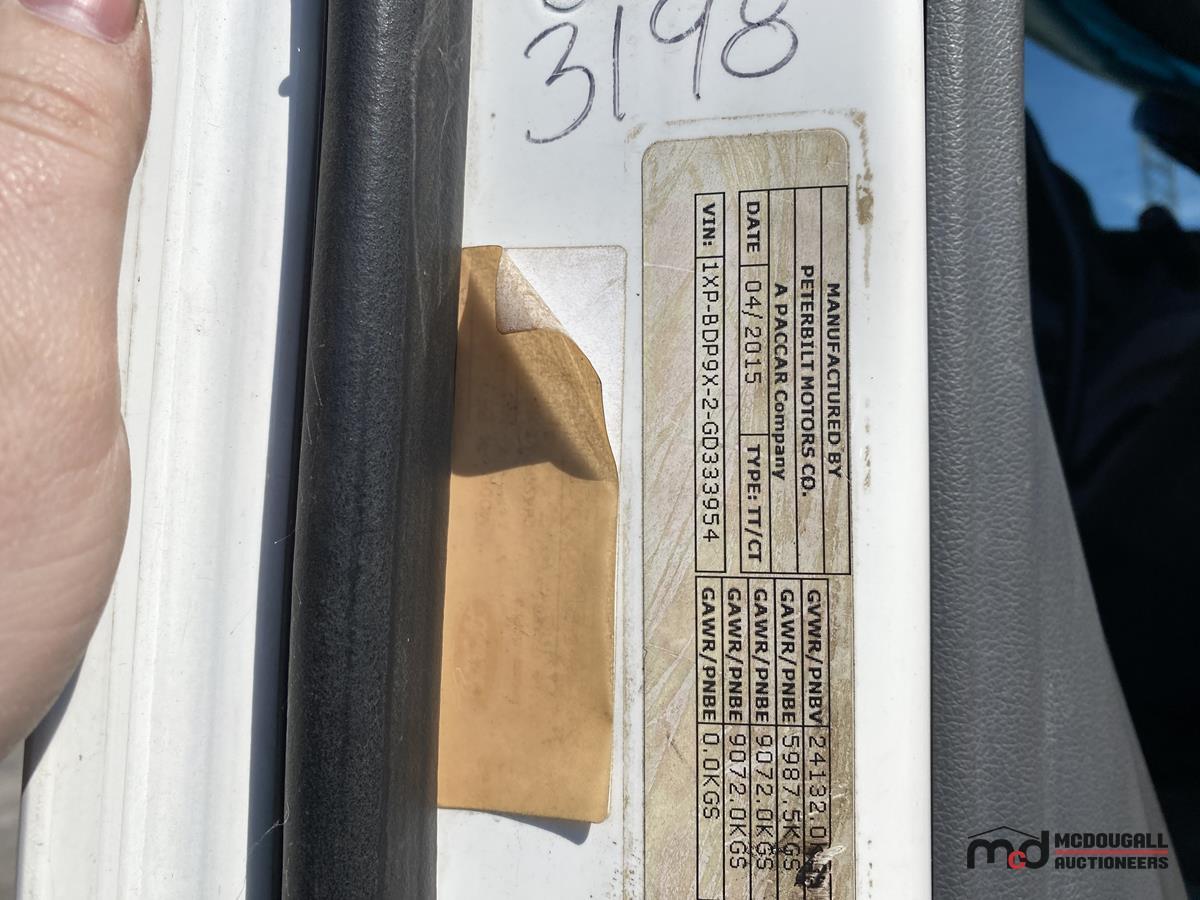 3198
MANUFACTURED BY
PETERBILT MOTORS CO.
A PACCAR Company
DATE 04/2015 TYPE: TT/CT
VIN: 1XP-BDP9X-2-GD333954
GVWR/PNBV 24132.0
GAWR/PNBE 5987.5KGS
GAWR/PNBE 9072.0KGS
GAWR/PNBE 9072.0KGS
GAWR/PNBE 0.0KGS
mcd MCDOUGALL
AUCTIONEERS